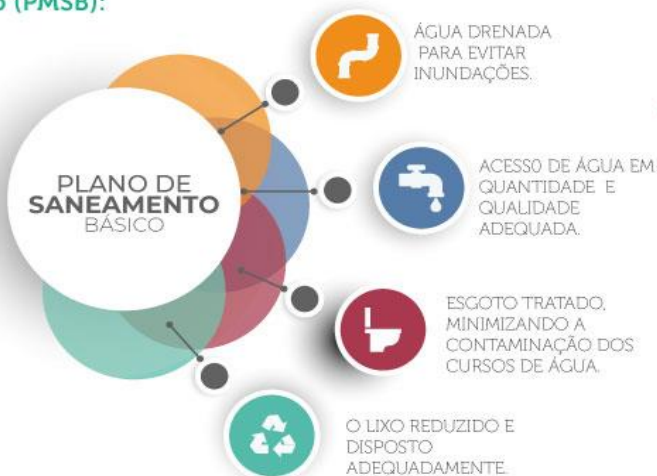 (PMSB):
ÁGUA DRENADA
PARA EVITAR
INUNDAÇÕES.
PLANO DE
SANEAMENTO
BÁSICO
ACESSO DE ÁGUA EM
QUANTIDADE E
QUALIDADE
ADEQUADA.
ESGOTO TRATADO,
MINIMIZANDO A
CONTAMINAÇÃO DOS
CURSOS DE ÁGUA.
O LIXO REDUZIDO E
DISPOSTO
ADEQUADAMENTE.